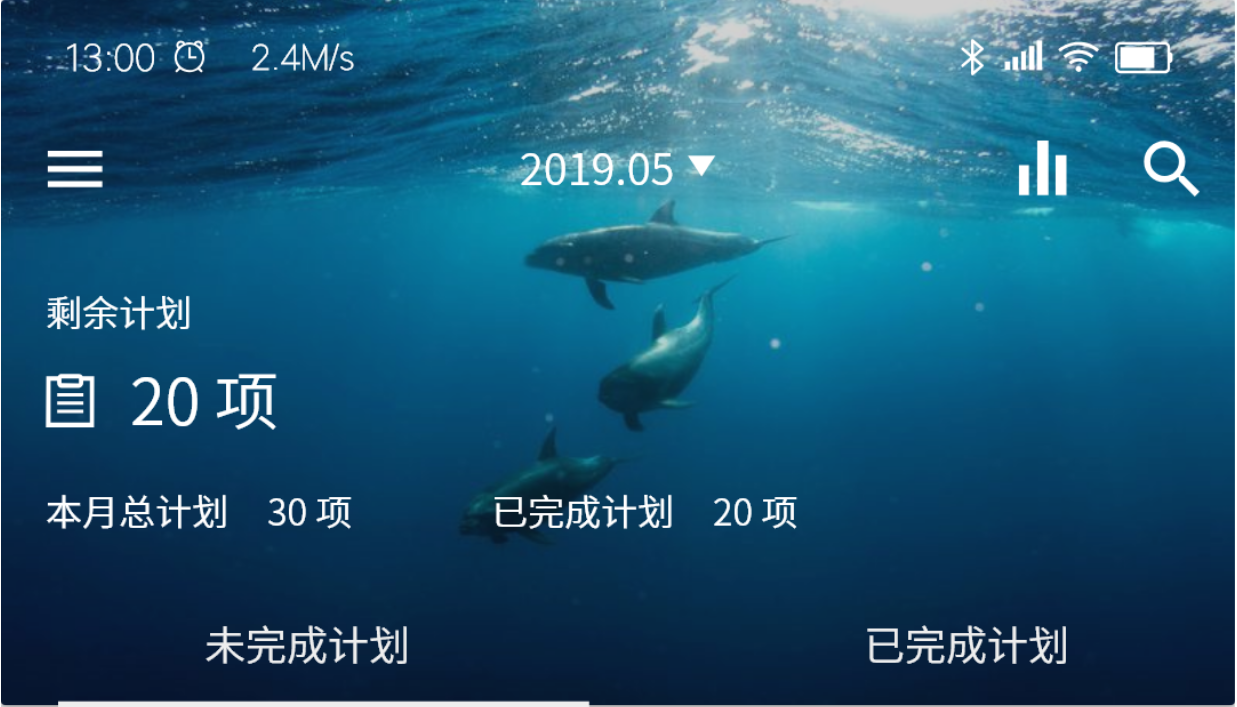 13:00 2.4M/s
2019.05
剩余计划
20 项
本月总计划 30 项 已完成计划 20 项
未完成计划 已完成计划